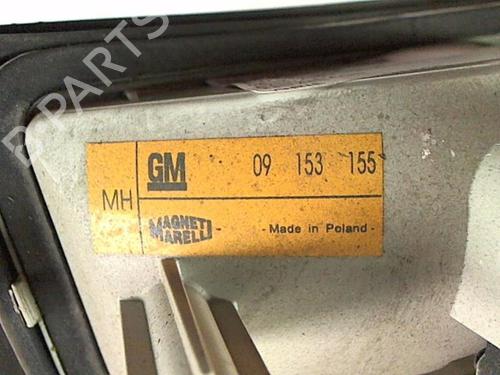 B-PARTS
GM 09 153 155
MH
MAGNETI
MARELLI - Made in Poland -